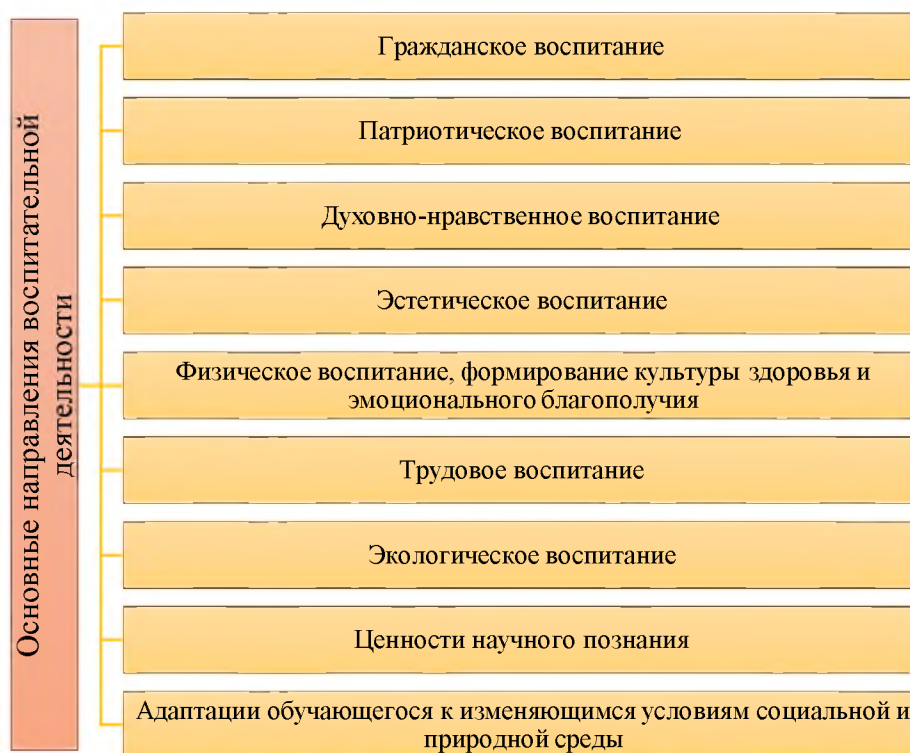 Основные направления воспитательной
деятельности
Гражданское воспитание
Патриотическое воспитание
Духовно-нравственное воспитание
Эстетическое воспитание
Физическое воспитание, формирование культуры здоровья и
эмоционального благополучия
Трудовое воспитание
Экологическое воспитание
Ценности научного познания
Адаптации обучающегося к изменяющимся условиям социальной и
природной среды